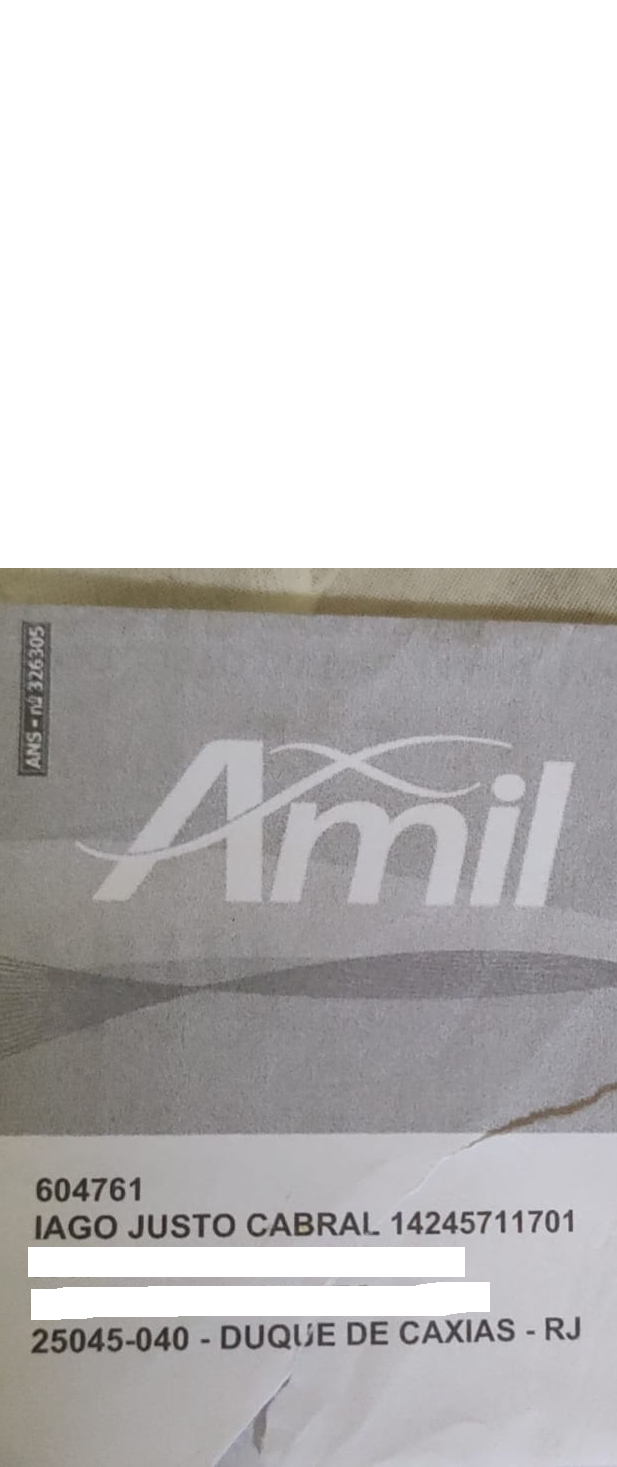 ANS - nº 326305
Amil
604761
IAGO JUSTO CABRAL 14245711701
25045-040 - DUQUE DE CAXIAS - RJ